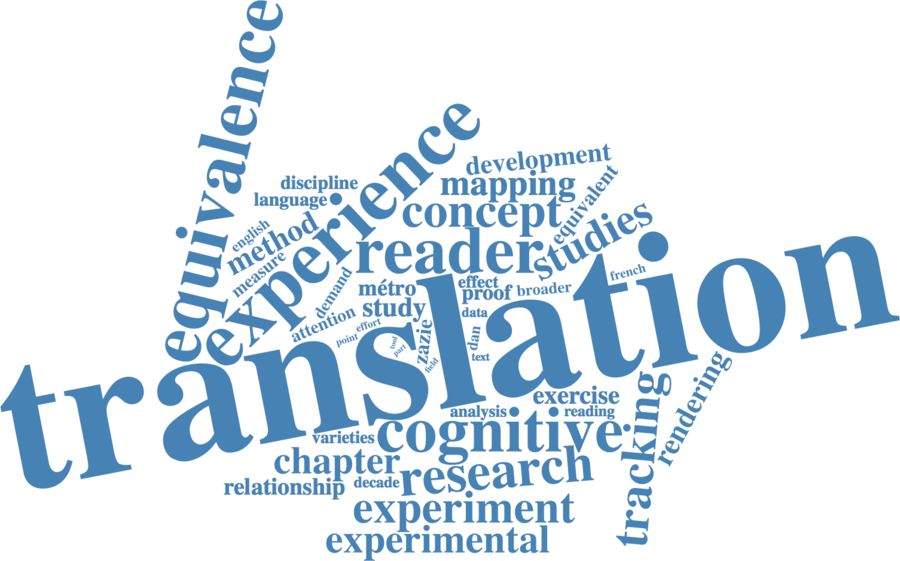 equivalence
experience
development
discipline
mapping
equivalent
language
concept
studies
english
method
reader
measure
demand
métro
effect
proof
broader
french
study
data
attention
effort
point
tool
part
zazie
field
dan
text
translation
rendering
tracking
exercise
analysis
reading
varieties
cognitive
chapter
research
relationship
decade
experiment
experimental